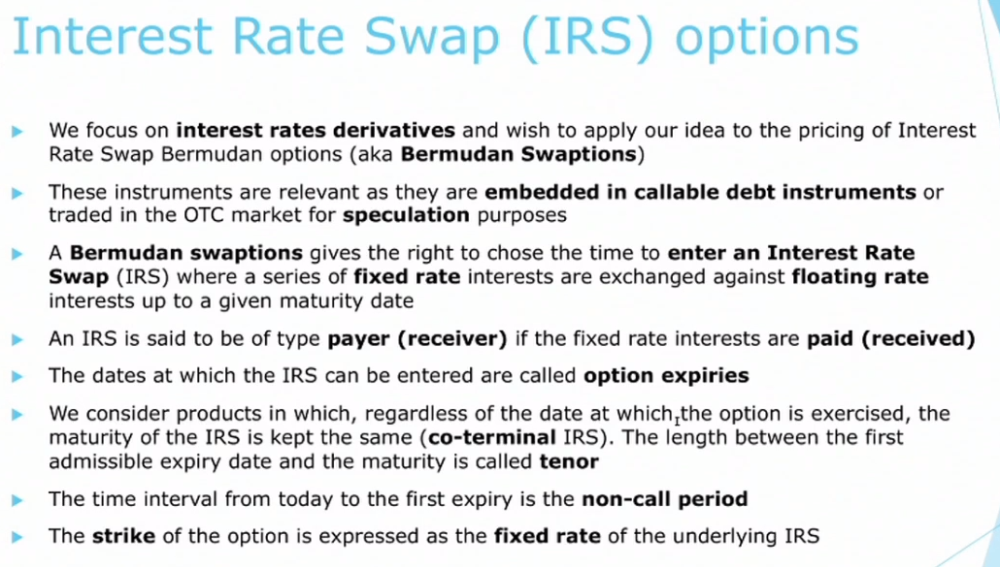 Interest Rate Swap (IRS) options
We focus on interest rates derivatives and wish to apply our idea to the pricing of Interest
Rate Swap Bermudan options (aka Bermudan Swaptions)
These instruments are relevant as they are embedded in callable debt instruments or
traded in the OTC market for speculation purposes
A Bermudan swaptions gives the right to chose the time to enter an Interest Rate
Swap (IRS) where a series of fixed rate interests are exchanged against floating rate
interests up to a given maturity date
An IRS is said to be of type payer (receiver) if the fixed rate interests are paid (received)
The dates at which the IRS can be entered are called option expiries
We consider products in which, regardless of the date at which the option is exercised, the
maturity of the IRS is kept the same (co-terminal IRS). The length between the first
admissible expiry date and the maturity is called tenor
The time interval from today to the first expiry is the non-call period
The strike of the option is expressed as the fixed rate of the underlying IRS